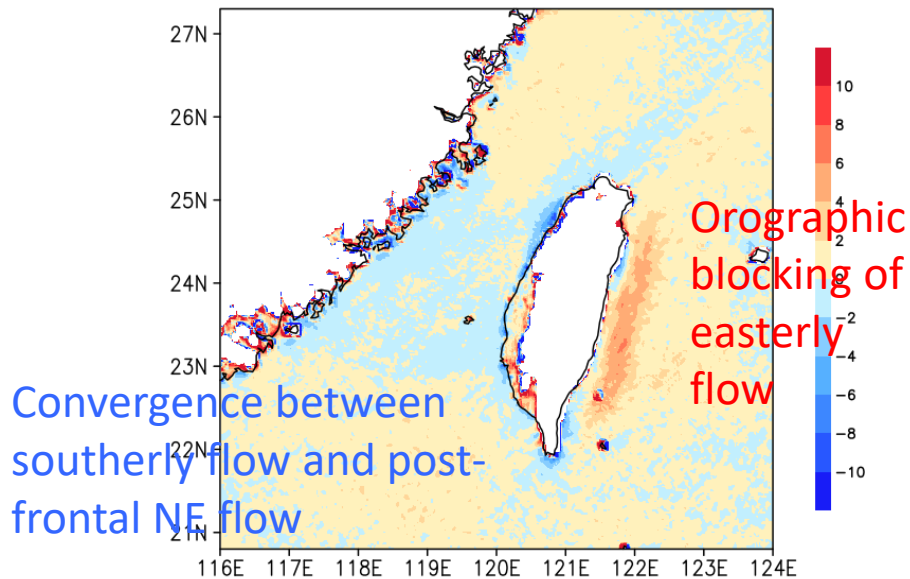 27N
26N
25N
24N
23N
22N
21N
116E 117E 118E 119E 120E 121E 122E 123E 124E
10
8
6
4
2
0
−2
−4
−6
−8
−10
Orographic
blocking of
easterly
flow
Convergence between
southerly flow and post-
frontal NE flow